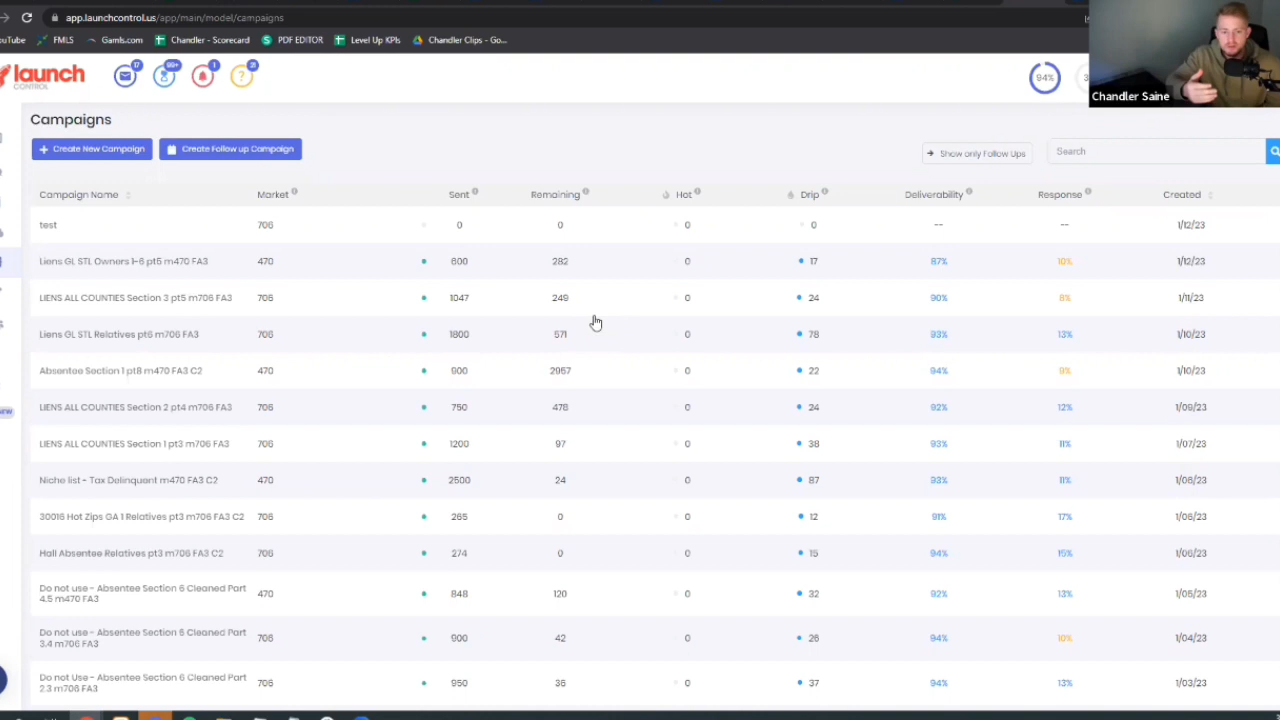 app.launchcontrol.us/app/main/model/campaigns
FMLS
Gamls.com
Chandler - Scorecard
PDF EDITOR
Level Up KPIs
Chandler Clips - Go...
launch
CONTROL
17
99+
1
21
94%
Chandler Saine
Campaigns
+ Create New Campaign
Create Follow up Campaign
Show only Follow Ups
Search
Campaign Name Market Sent Remaining Hot Drip Deliverability Response Created
test 706 0 0 0 0 -- -- 1/12/23
Liens GL STL Owners 1-6 pt5 m470 FA3 470 600 282 0 17 87% 10% 1/12/23
LIENS ALL COUNTIES Section 3 pt5 m706 FA3 706 1047 249 0 24 90% 8% 1/11/23
Liens GL STL Relatives pt6 m706 FA3 706 1800 571 0 78 93% 13% 1/10/23
Absentee Section 1 pt8 m470 FA3 C2 470 900 2957 0 22 94% 9% 1/10/23
LIENS ALL COUNTIES Section 2 pt4 m706 FA3 706 750 478 0 24 92% 12% 1/09/23
LIENS ALL COUNTIES Section 1 pt3 m706 FA3 706 1200 97 0 38 93% 11% 1/07/23
Niche list - Tax Delinquent m470 FA3 C2 470 2500 24 0 87 93% 11% 1/06/23
30016 Hot Zips GA 1 Relatives pt3 m706 FA3 C2 706 265 0 0 12 91% 17% 1/06/23
Hall Absentee Relatives pt3 m706 FA3 C2 706 274 0 0 15 94% 15% 1/06/23
Do not use - Absentee Section 6 Cleaned Part
4.5 m470 FA3 470 848 120 0 32 92% 13% 1/05/23
Do not use - Absentee Section 6 Cleaned Part
3.4 m706 FA3 706 900 42 0 26 94% 10% 1/04/23
Do not Use - Absentee Section 6 Cleaned Part
2.3 m706 FA3 706 950 36 0 37 94% 13% 1/03/23